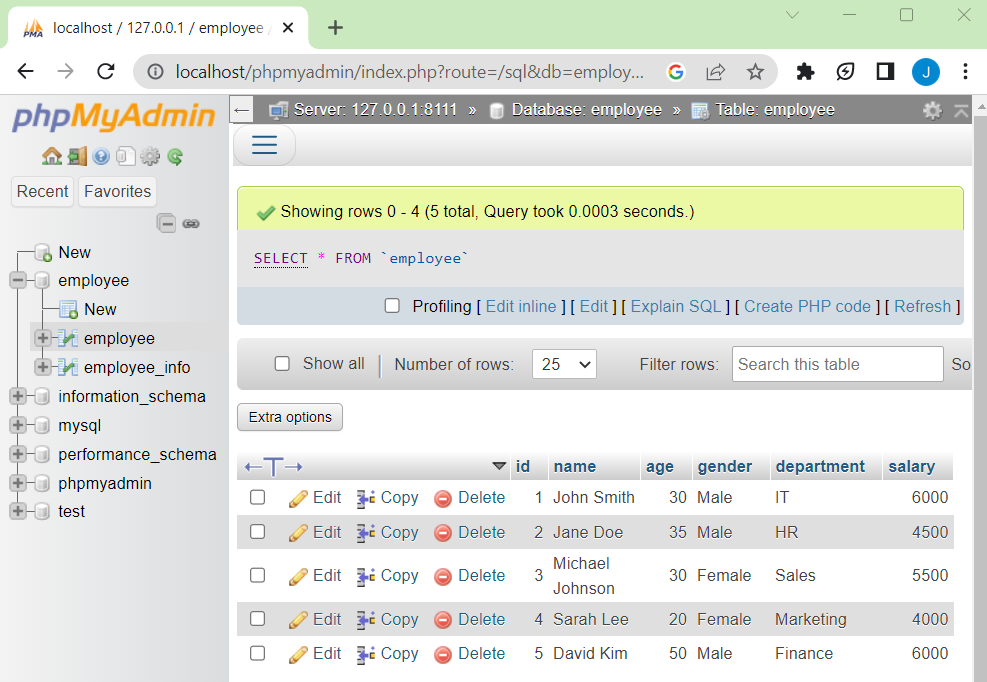 localhost / 127.0.0.1 / employee /
localhost/phpmyadmin/index.php?route=/sql&db=employ...
J
phpMyAdmin
Server: 127.0.0.1:8111 » Database: employee » Table: employee
Recent Favorites
New
employee
New
employee
employee_info
information_schema
mysql
performance_schema
phpmyadmin
test
Showing rows 0 - 4 (5 total, Query took 0.0003 seconds.)
SELECT * FROM `employee`
Profiling [ Edit inline ] [ Edit ] [ Explain SQL ] [ Create PHP code ] [ Refresh ]
Show all | Number of rows: 25 Filter rows: Search this table So
Extra options
←T→ id name age gender department salary
Edit Copy Delete 1 John Smith 30 Male IT 6000
Edit Copy Delete 2 Jane Doe 35 Male HR 4500
Edit Copy Delete 3 Michael Johnson 30 Female Sales 5500
Edit Copy Delete 4 Sarah Lee 20 Female Marketing 4000
Edit Copy Delete 5 David Kim 50 Male Finance 6000